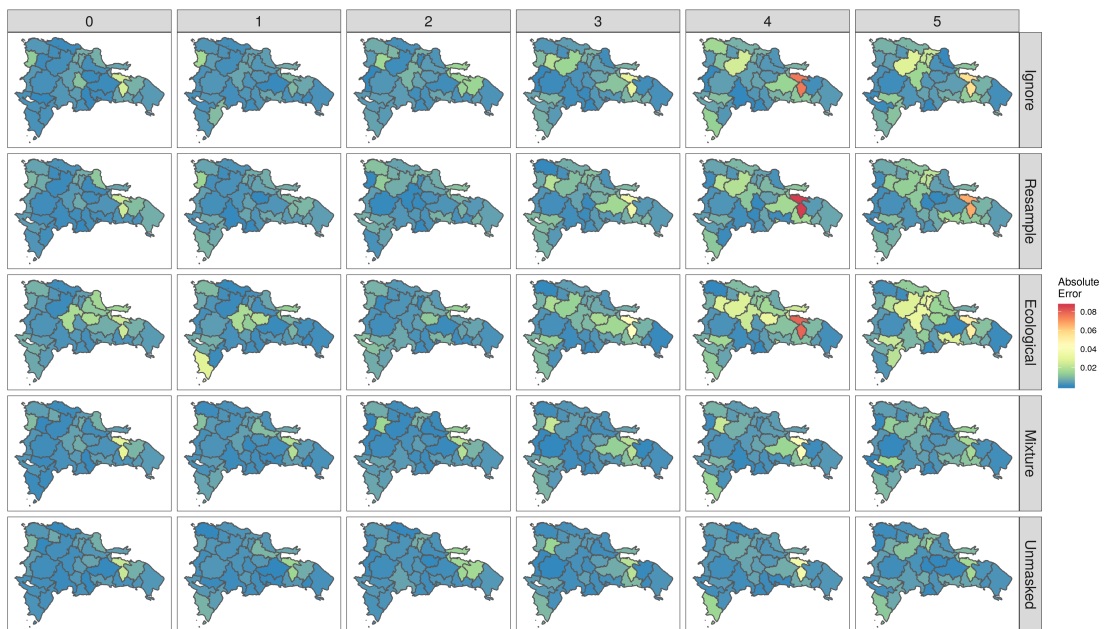 0 1 2 3 4 5
Ignore
Resample
Ecological
Mixture
Unmasked
Absolute
Error
0.08
0.06
0.04
0.02